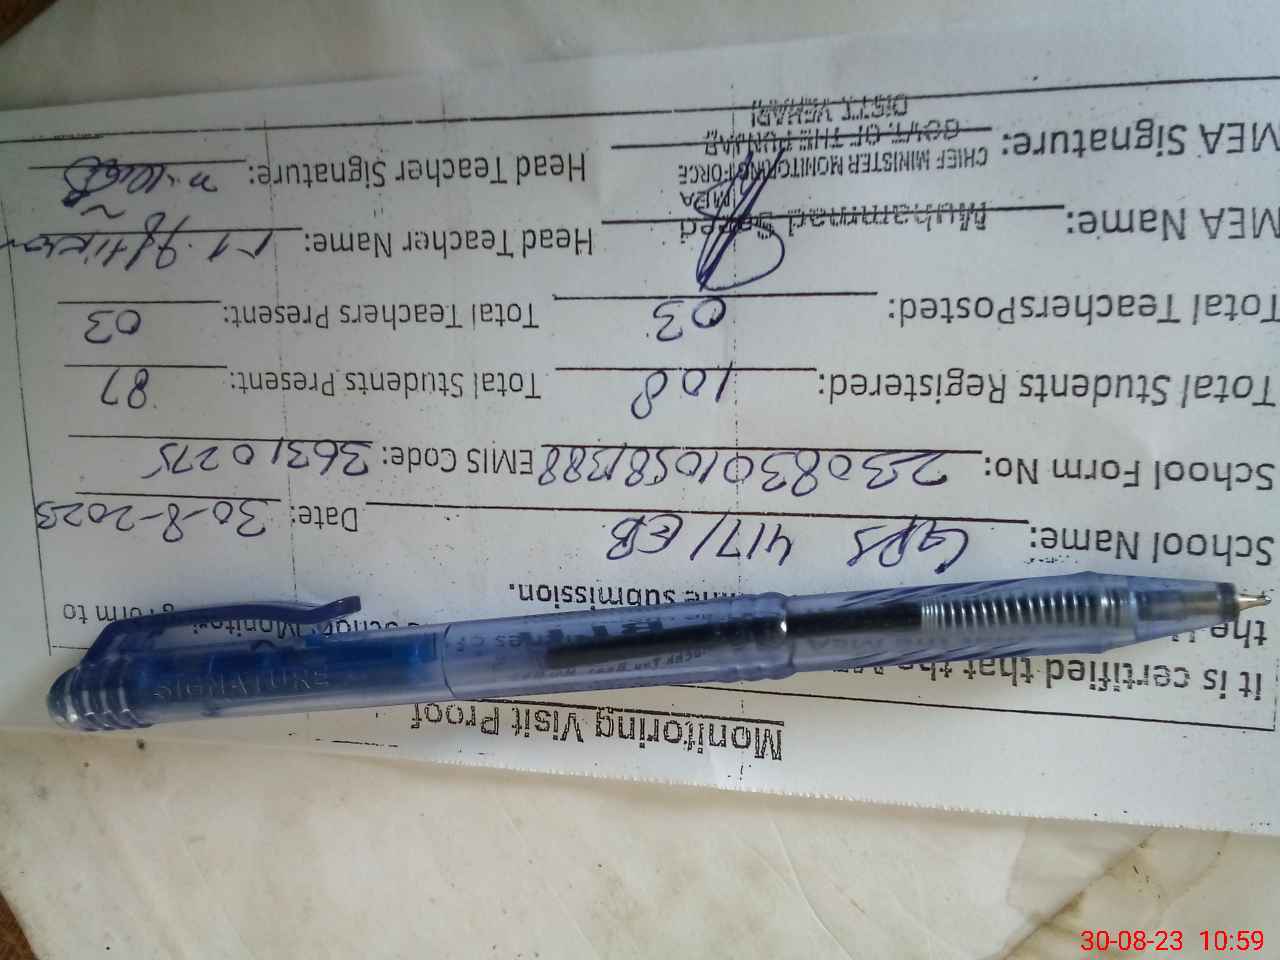 Monitoring Visit Proof
it is certified that the
the submission.
School Name: GPS 417/EB Date: 30-8-2023
School Form No: EMIS Code: 36310275
Total Students Registered: 108 Total Students Present: 87
Total TeachersPosted: 03 Total Teachers Present: 03
MEA Name: Muhammad Saeed Head Teacher Name:
MEA
CHIEF MINISTER MONITORING FORCE
MEA Signature: Head Teacher Signature:
GOVT. OF THE PUNJAB
DISTT. VEHARI
SIGNATURE
30-08-23 10:59